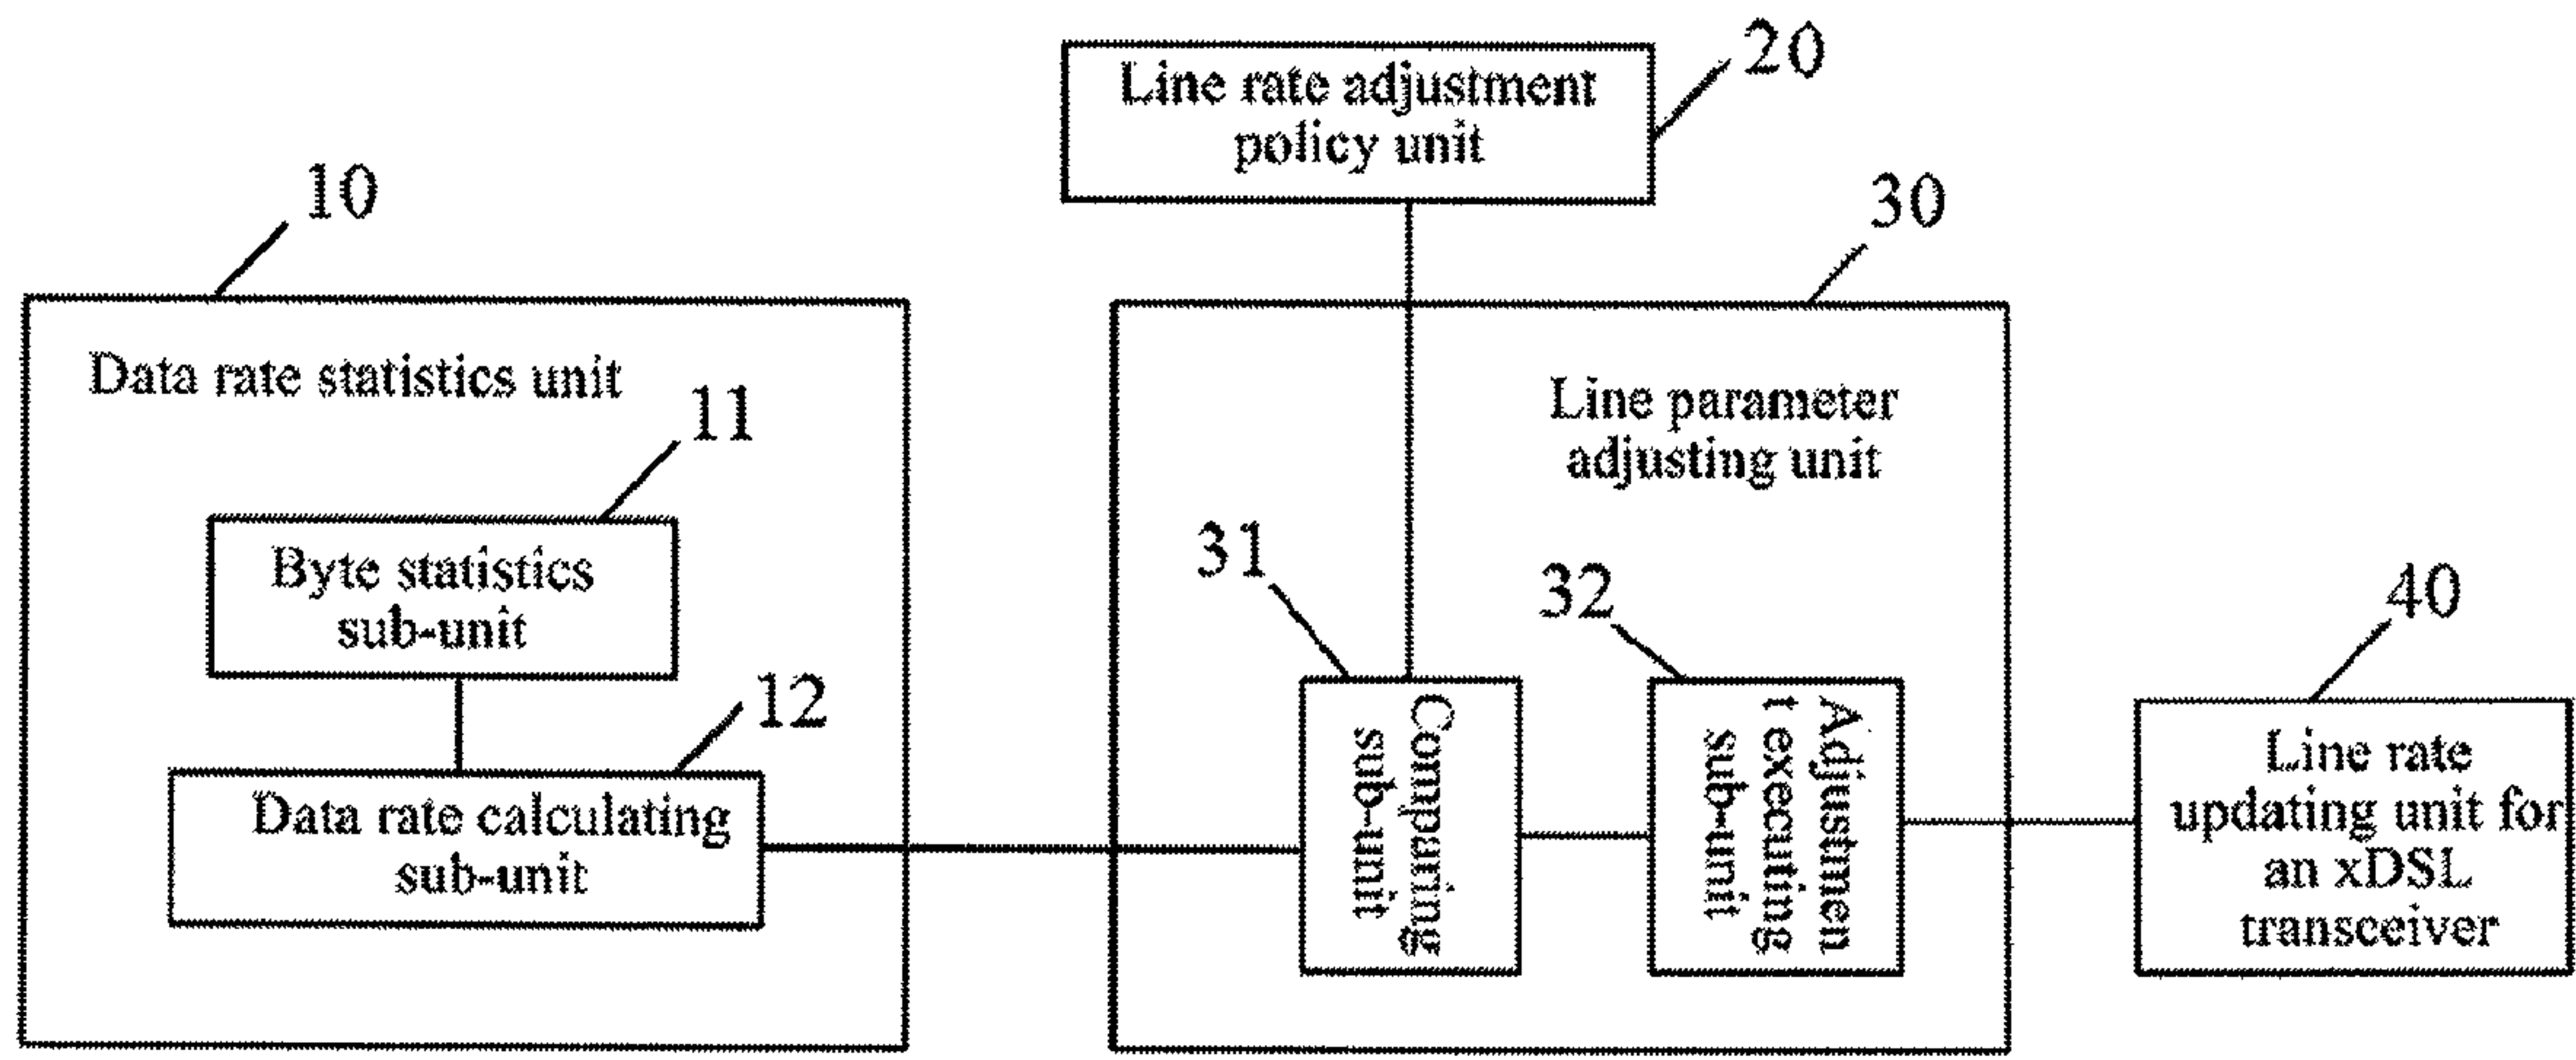 20
Line rate adjustment
policy unit
10
30
Data rate statistics unit
Line parameter
adjusting unit
11
Byte statistics
sub-unit
31
32
40
12
Data rate calculating
sub-unit
Comparing
sub-unit
Adjustmen
t executing
sub-unit
Line rate
updating unit for
an xDSL
transceiver